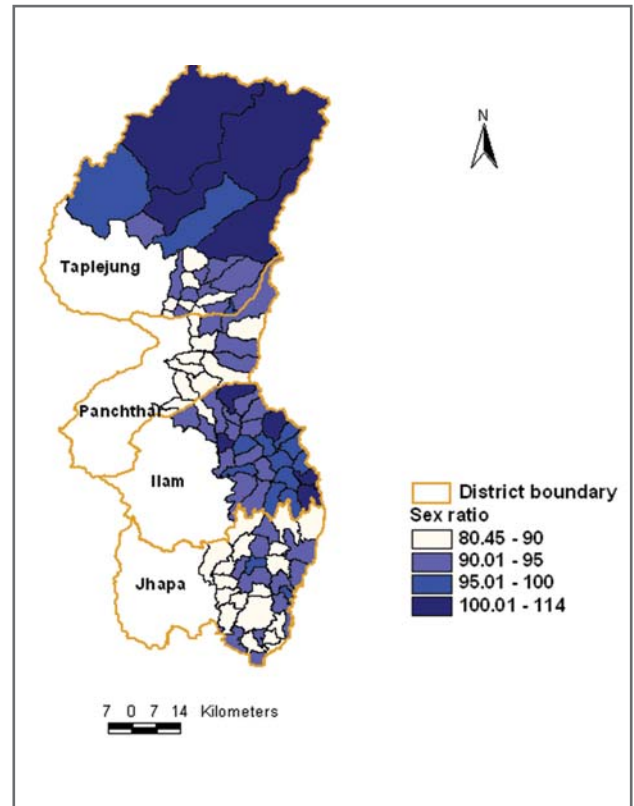 N
Taplejung
Panchthar
Ilam
Jhapa
District boundary
Sex ratio
80.45 - 90
90.01 - 95
95.01 - 100
100.01 - 114
7 0 7 14 Kilometers